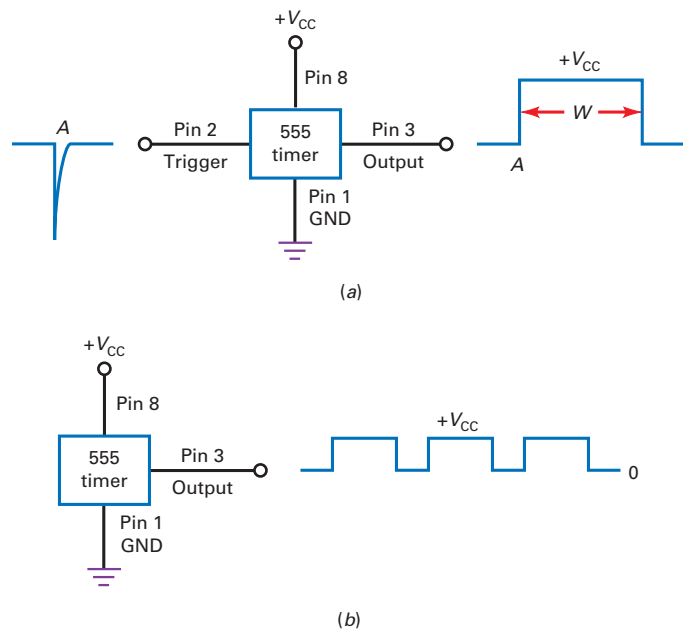 +VCC
Pin 8
A
Pin 2
Trigger
555
timer
Pin 3
Output
Pin 1
GND
+VCC
W
A
(a)
+VCC
Pin 8
555
timer
Pin 3
Output
Pin 1
GND
+VCC
0
(b)